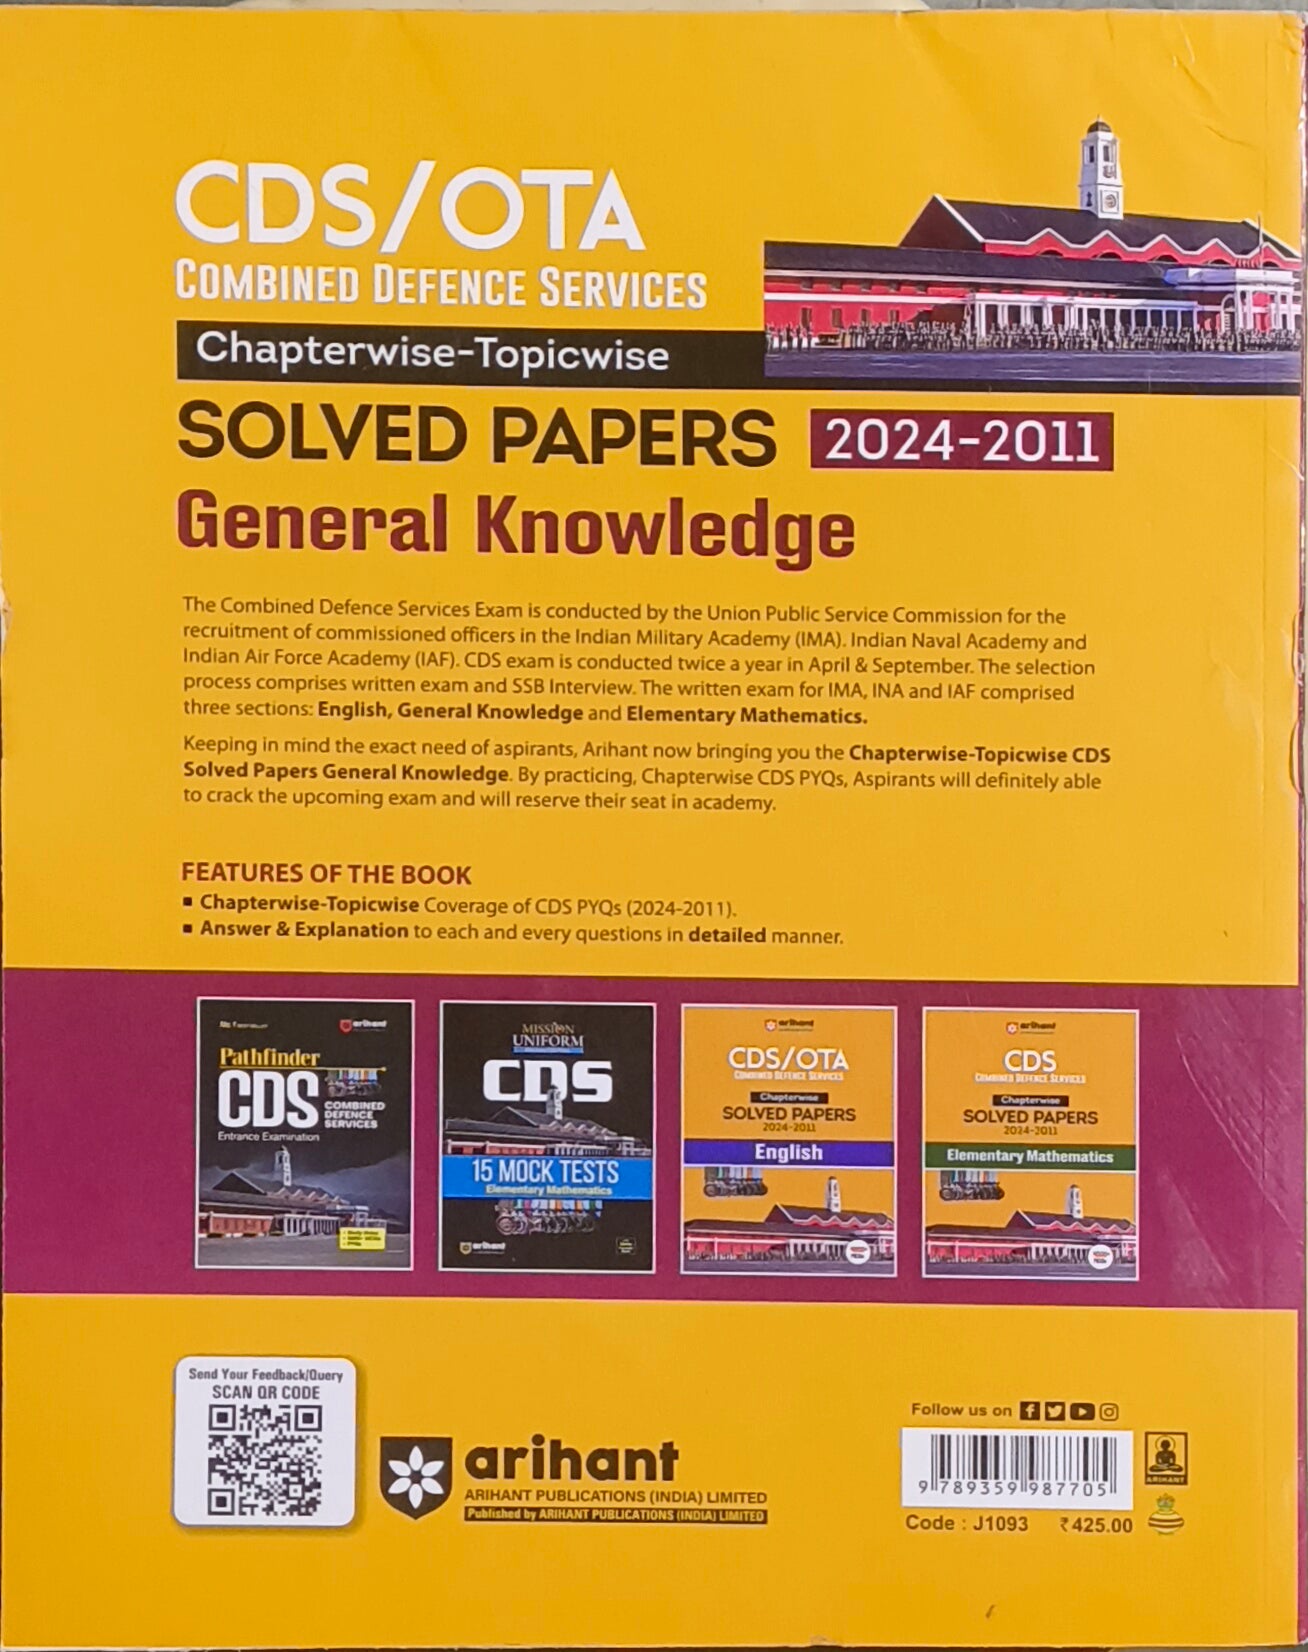 CDS/OTA
COMBINED DEFENCE SERVICES
Chapterwise-Topicwise
SOLVED PAPERS 2024-2011
General Knowledge
The Combined Defence Services Exam is conducted by the Union Public Service Commission for the
recruitment of commissioned officers in the Indian Military Academy (IMA). Indian Naval Academy and
Indian Air Force Academy (IAF). CDS exam is conducted twice a year in April & September. The selection
process comprises written exam and SSB Interview. The written exam for IMA, INA and IAF comprised
three sections: English, General Knowledge and Elementary Mathematics.
Keeping in mind the exact need of aspirants, Arihant now bringing you the Chapterwise-Topicwise CDS
Solved Papers General Knowledge. By practicing, Chapterwise CDS PYQs, Aspirants will definitely able
to crack the upcoming exam and will reserve their seat in academy.
FEATURES OF THE BOOK
▪ Chapterwise-Topicwise Coverage of CDS PYQs (2024-2011).
▪ Answer & Explanation to each and every questions in detailed manner.
arihant
Pathfinder
CDS
COMBINED
DEFENCE
SERVICES
Entrance Examination
MISSION
UNIFORM
CDS
15 MOCK TESTS
Elementary Mathematics
arihant
arihant
CDS/OTA
COMBINED DEFENCE SERVICES
Chapterwise
SOLVED PAPERS
2024-2011
English
arihant
CDS
COMBINED DEFENCE SERVICES
Chapterwise
SOLVED PAPERS
2024-2011
Elementary Mathematics
Send Your Feedback/Query
SCAN QR CODE
arihant
ARIHANT PUBLICATIONS (INDIA) LIMITED
Published by ARIHANT PUBLICATIONS (INDIA) LIMITED
Follow us on
9 789359 987705
ARIHANT
Code : J1093 ₹425.00